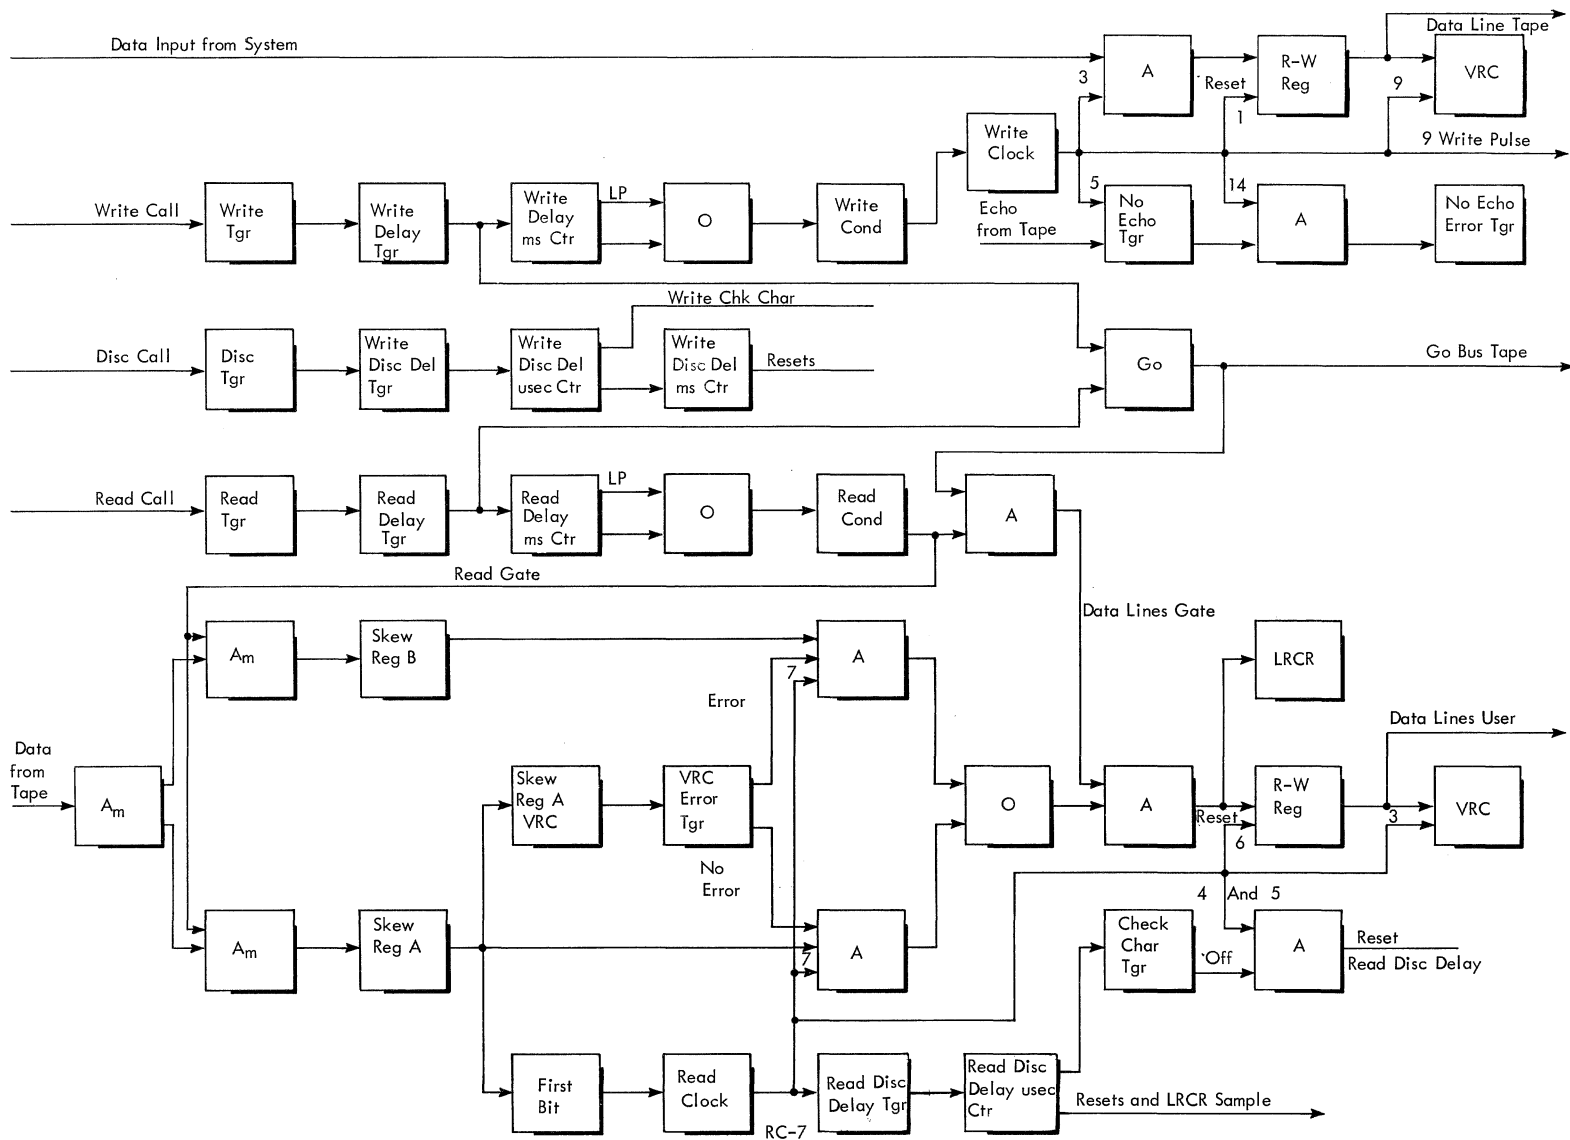 Data Line Tape
Data Input from System
3
A
Reset
1
R-W
Reg
9
VRC
Write
Clock
9 Write Pulse
Write Call
Write
Tgr
Write
Delay
Tgr
Write
Delay
ms Ctr
LP
O
Write
Cond
Echo
from Tape
5
No
Echo
Tgr
14
A
No Echo
Error Tgr
Write Chk Char
Disc Call
Disc
Tgr
Write
Disc Del
Tgr
Write
Disc Del
usec Ctr
Write
Disc Del
ms Ctr
Resets
Go
Go Bus Tape
Read Call
Read
Tgr
Read
Delay
Tgr
Read
Delay
ms Ctr
LP
O
Read
Cond
A
Read Gate
Data Lines Gate
Am
Skew
Reg B
7
A
LRCR
Error
Data Lines User
Data
from
Tape
Am
Skew
Reg A
VRC
VRC
Error
Tgr
O
A
Reset
R-W
Reg
3
VRC
6
No
Error
4 And 5
Am
Skew
Reg A
7
A
Check
Char
Tgr
Off
A
Reset
Read Disc Delay
First
Bit
Read
Clock
RC-7
Read Disc
Delay Tgr
Read Disc
Delay usec
Ctr
Resets and LRCR Sample